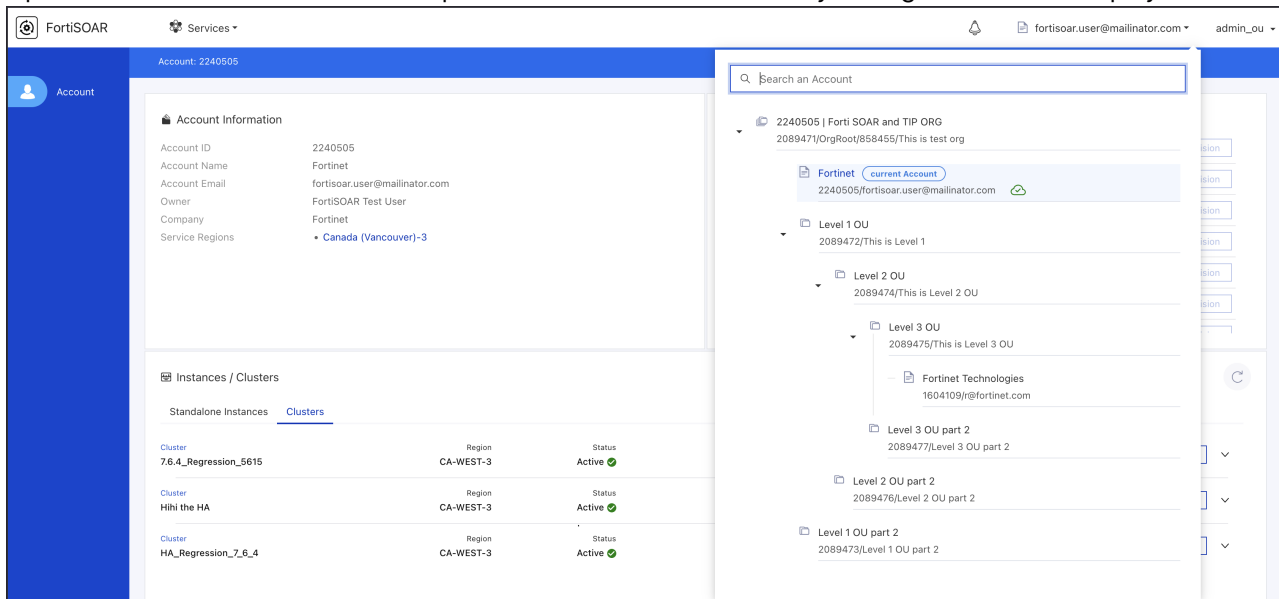 FortiSOAR
Services
fortisoar.user@mailinator.com
admin_ou
Account: 2240505
Account
Search an Account
Account Information
Account ID 2240505
Account Name Fortinet
Account Email fortisoar.user@mailinator.com
Owner FortiSOAR Test User
Company Fortinet
Service Regions • Canada (Vancouver)-3
2240505 | Forti SOAR and TIP ORG
2089471/OrgRoot/858455/This is test org
Fortinet current Account
2240505/fortisoar.user@mailinator.com
Level 1 OU
2089472/This is Level 1
Level 2 OU
2089474/This is Level 2 OU
Level 3 OU
2089475/This is Level 3 OU
Fortinet Technologies
1604109/r@fortinet.com
Level 3 OU part 2
2089477/Level 3 OU part 2
Level 2 OU part 2
2089476/Level 2 OU part 2
Level 1 OU part 2
2089473/Level 1 OU part 2
Instances / Clusters
Standalone Instances Clusters
Cluster Region Status
7.6.4_Regression_5615 CA-WEST-3 Active
Cluster Region Status
Hihi the HA CA-WEST-3 Active
Cluster Region Status
HA_Regression_7_6_4 CA-WEST-3 Active